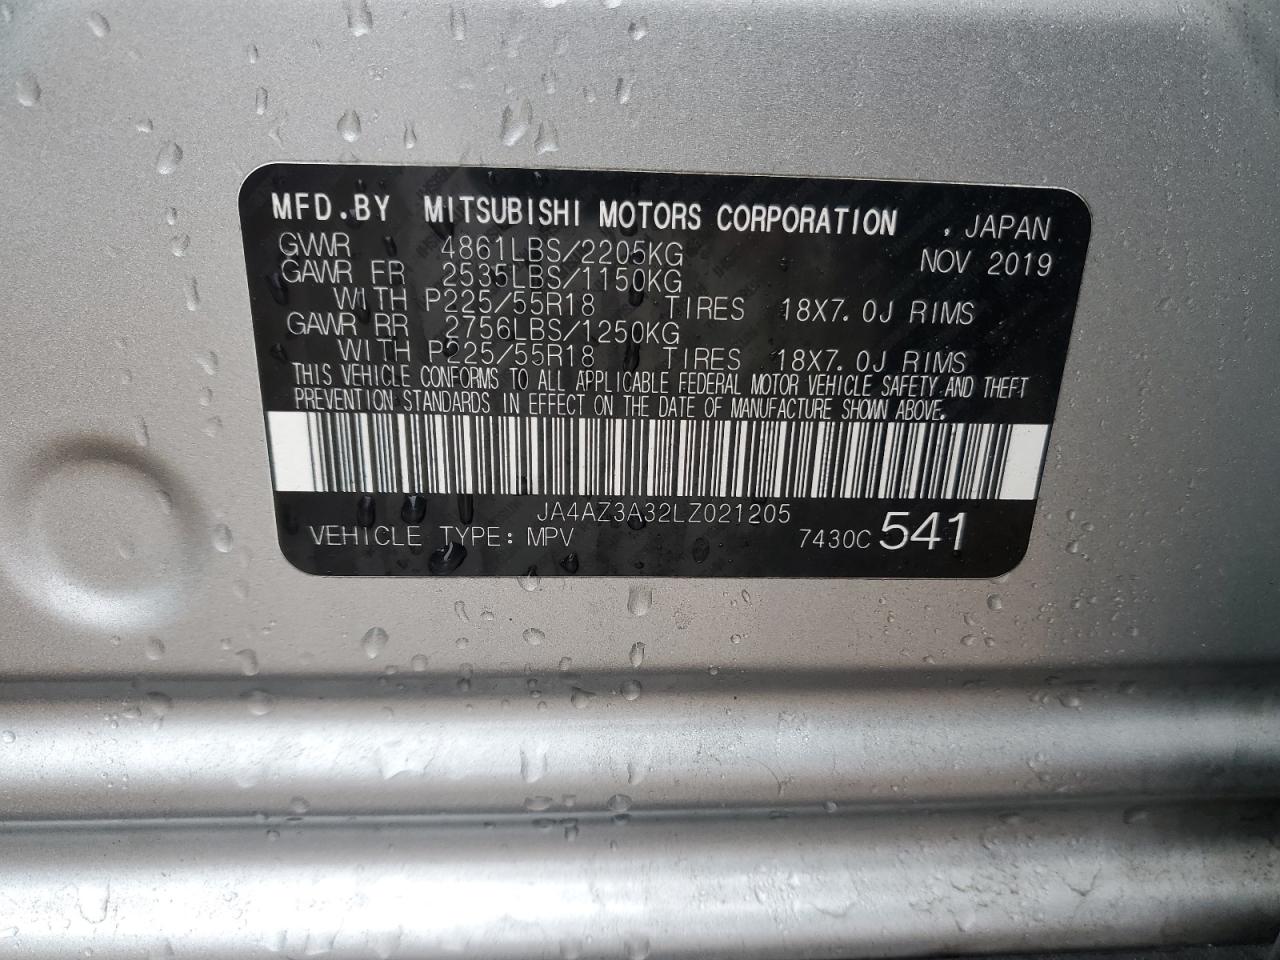 MFD.BY MITSUBISHI MOTORS CORPORATION , JAPAN
GVWR 4861LBS/2205KG NOV 2019
GAWR FR 2535LBS/1150KG
WITH P225/55R18 TIRES 18X7.0J RIMS
GAWR RR 2756LBS/1250KG
WITH P225/55R18 TIRES 18X7.0J RIMS
THIS VEHICLE CONFORMS TO ALL APPLICABLE FEDERAL MOTOR VEHICLE SAFETY AND THEFT
PREVENTION STANDARDS IN EFFECT ON THE DATE OF MANUFACTURE SHOWN ABOVE.
JA4AZ3A32LZ021205
VEHICLE TYPE: MPV 7430C 541